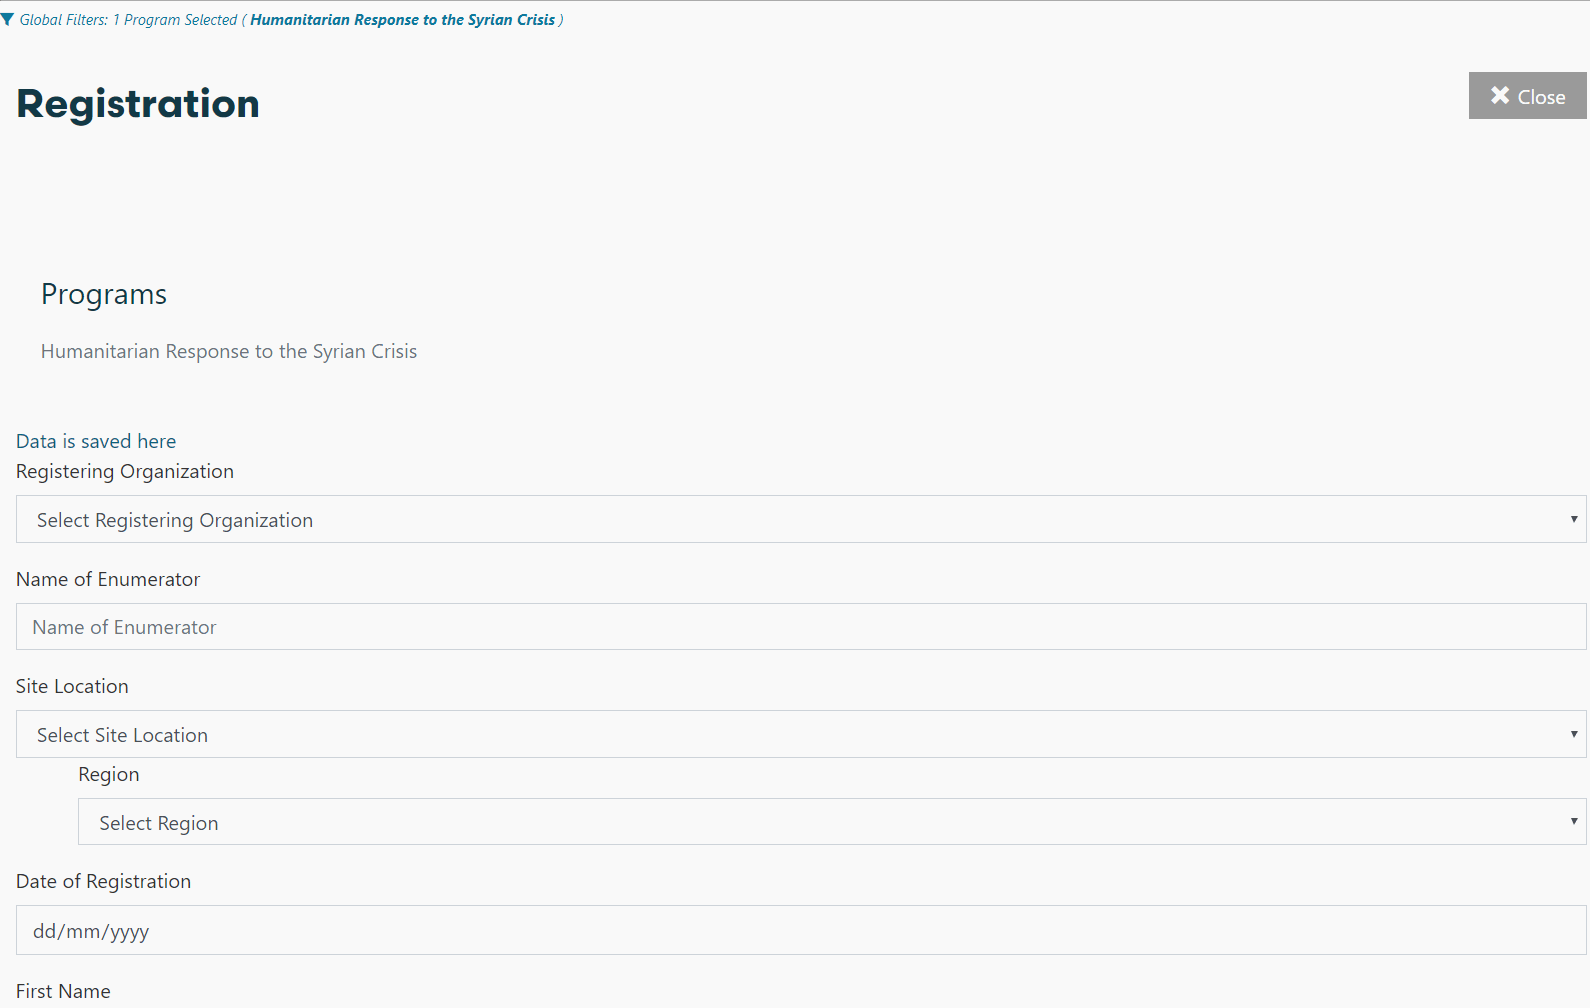 Global Filters: 1 Program Selected ( Humanitarian Response to the Syrian Crisis )
Registration
Close
Programs
Humanitarian Response to the Syrian Crisis
Data is saved here
Registering Organization
Select Registering Organization
Name of Enumerator
Name of Enumerator
Site Location
Select Site Location
Region
Select Region
Date of Registration
dd/mm/yyyy
First Name